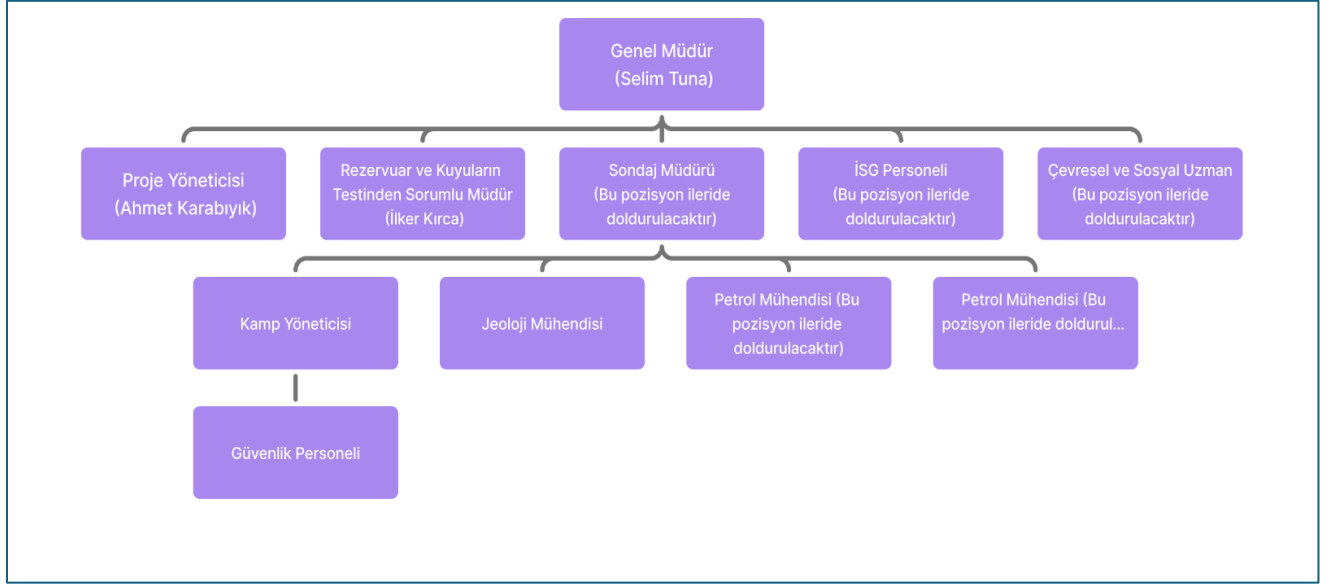 Genel Müdür
(Selim Tuna)
Proje Yöneticisi
(Ahmet Karabıyık)
Rezervuar ve Kuyuların
Testinden Sorumlu Müdür
(İlker Kırca)
Sondaj Müdürü
(Bu pozisyon ileride
doldurulacaktır)
İSG Personeli
(Bu pozisyon ileride
doldurulacaktır)
Çevresel ve Sosyal Uzman
(Bu pozisyon ileride
doldurulacaktır)
Kamp Yöneticisi
Jeoloji Mühendisi
Petrol Mühendisi (Bu
pozisyon ileride
doldurulacaktır)
Petrol Mühendisi (Bu
pozisyon ileride doldurul...
Güvenlik Personeli